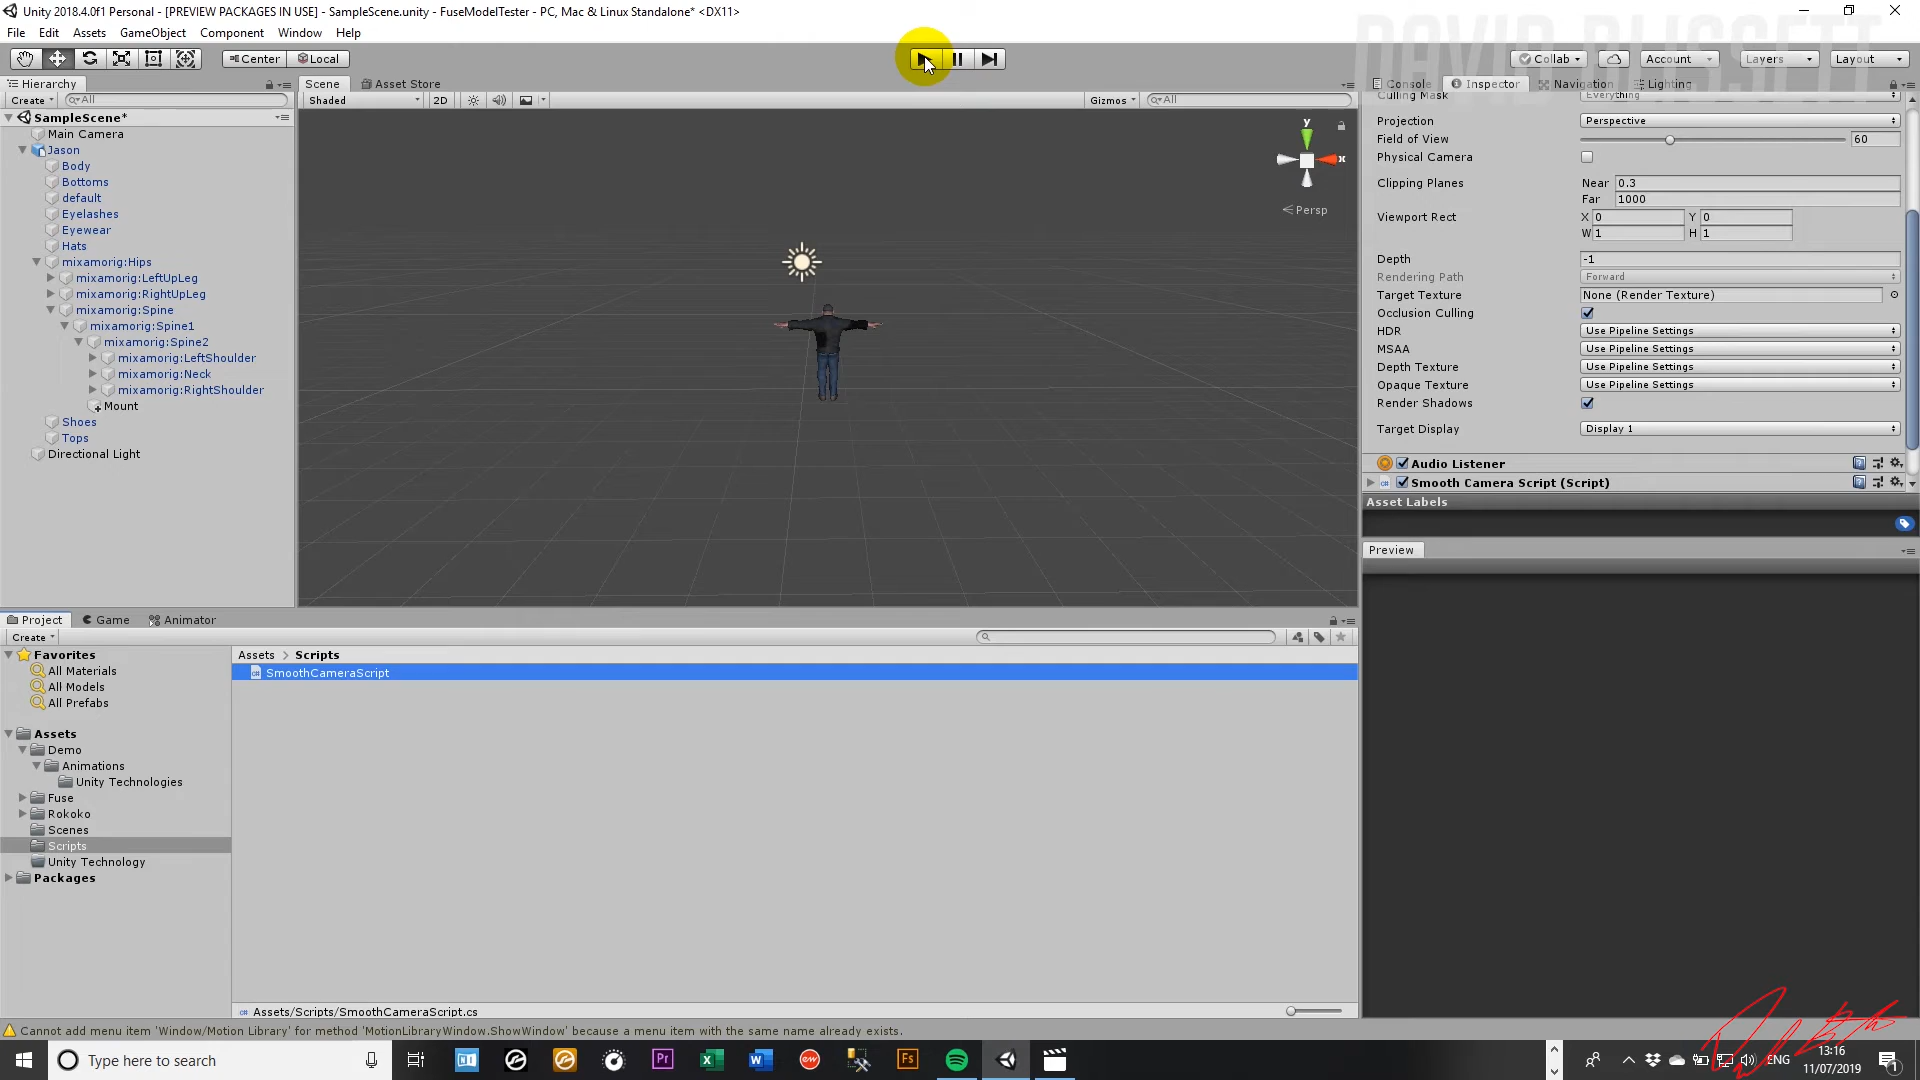 Unity 2018.4.0f1 Personal - [PREVIEW PACKAGES IN USE] - SampleScene.unity - FuseModelTester - PC, Mac & Linux Standalone* <DX11>
DAVID BLISSETT
File Edit Assets GameObject Component Window Help
Center Local Collab Account Layers Layout
Hierarchy Scene Asset Store Console Inspector Navigation Lighting
Create All Shaded 2D Gizmos All Culling Mask Everything
SampleScene*
Main Camera
Jason
Body
Bottoms
default
Eyelashes
Eyewear
Hats
mixamorig:Hips
mixamorig:LeftUpLeg
mixamorig:RightUpLeg
mixamorig:Spine
mixamorig:Spine1
mixamorig:Spine2
mixamorig:LeftShoulder
mixamorig:Neck
mixamorig:RightShoulder
Mount
Shoes
Tops
Directional Light
y
x
Persp
Projection Perspective
Field of View 60
Physical Camera
Clipping Planes Near 0.3
Far 1000
Viewport Rect X 0 Y 0
W 1 H 1
Depth -1
Rendering Path Forward
Target Texture None (Render Texture)
Occlusion Culling
HDR Use Pipeline Settings
MSAA Use Pipeline Settings
Depth Texture Use Pipeline Settings
Opaque Texture Use Pipeline Settings
Render Shadows
Target Display Display 1
Audio Listener
Smooth Camera Script (Script)
Asset Labels
Preview
Project Game Animator
Create
Favorites
All Materials
All Models
All Prefabs
Assets
Demo
Animations
Unity Technologies
Fuse
Rokoko
Scenes
Scripts
Unity Technology
Packages
Assets > Scripts
SmoothCameraScript
Assets/Scripts/SmoothCameraScript.cs
Cannot add menu item 'Window/Motion Library' for method 'MotionLibraryWindow.ShowWindow' because a menu item with the same name already exists.
Type here to search
ENG
13:16
11/07/2019